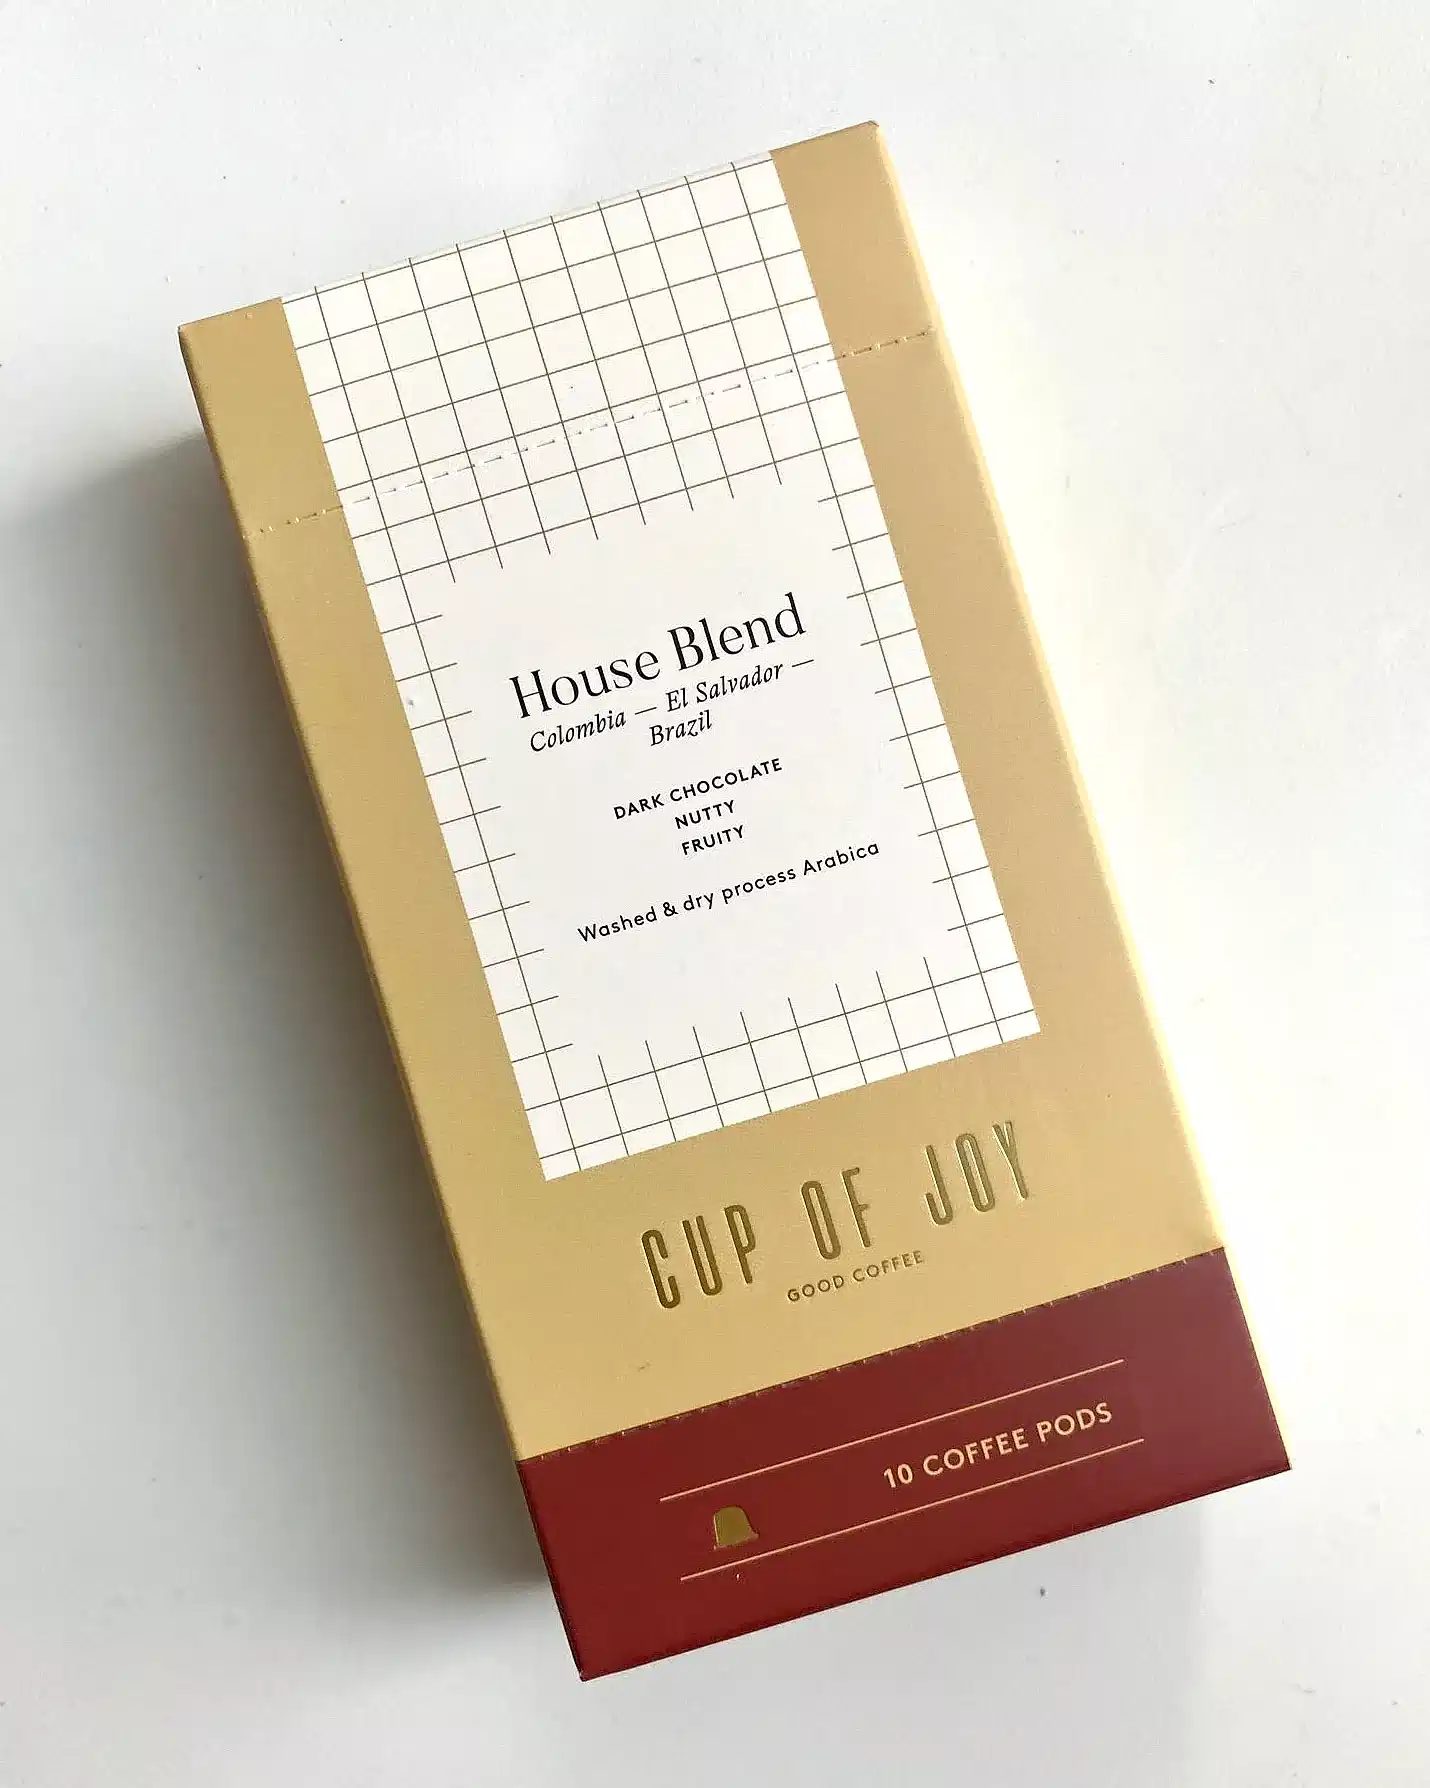 House Blend
Colombia — El Salvador —
Brazil
DARK CHOCOLATE
NUTTY
FRUITY
Washed & dry process Arabica
CUP OF JOY
GOOD COFFEE
10 COFFEE PODS